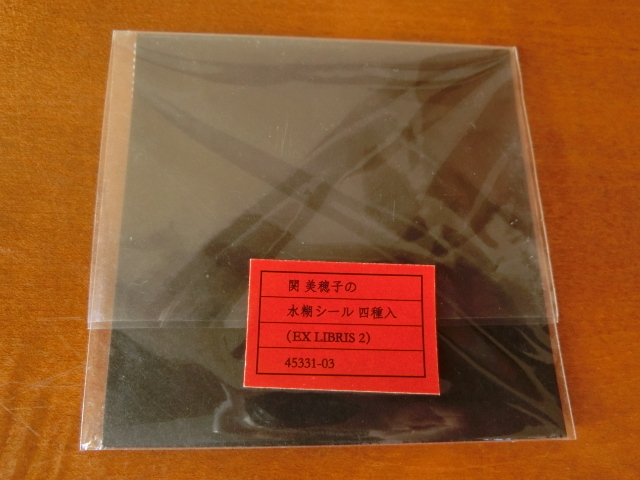 関 美穂子の
水糊シール 四種入
(EX LIBRIS 2)
45331-03